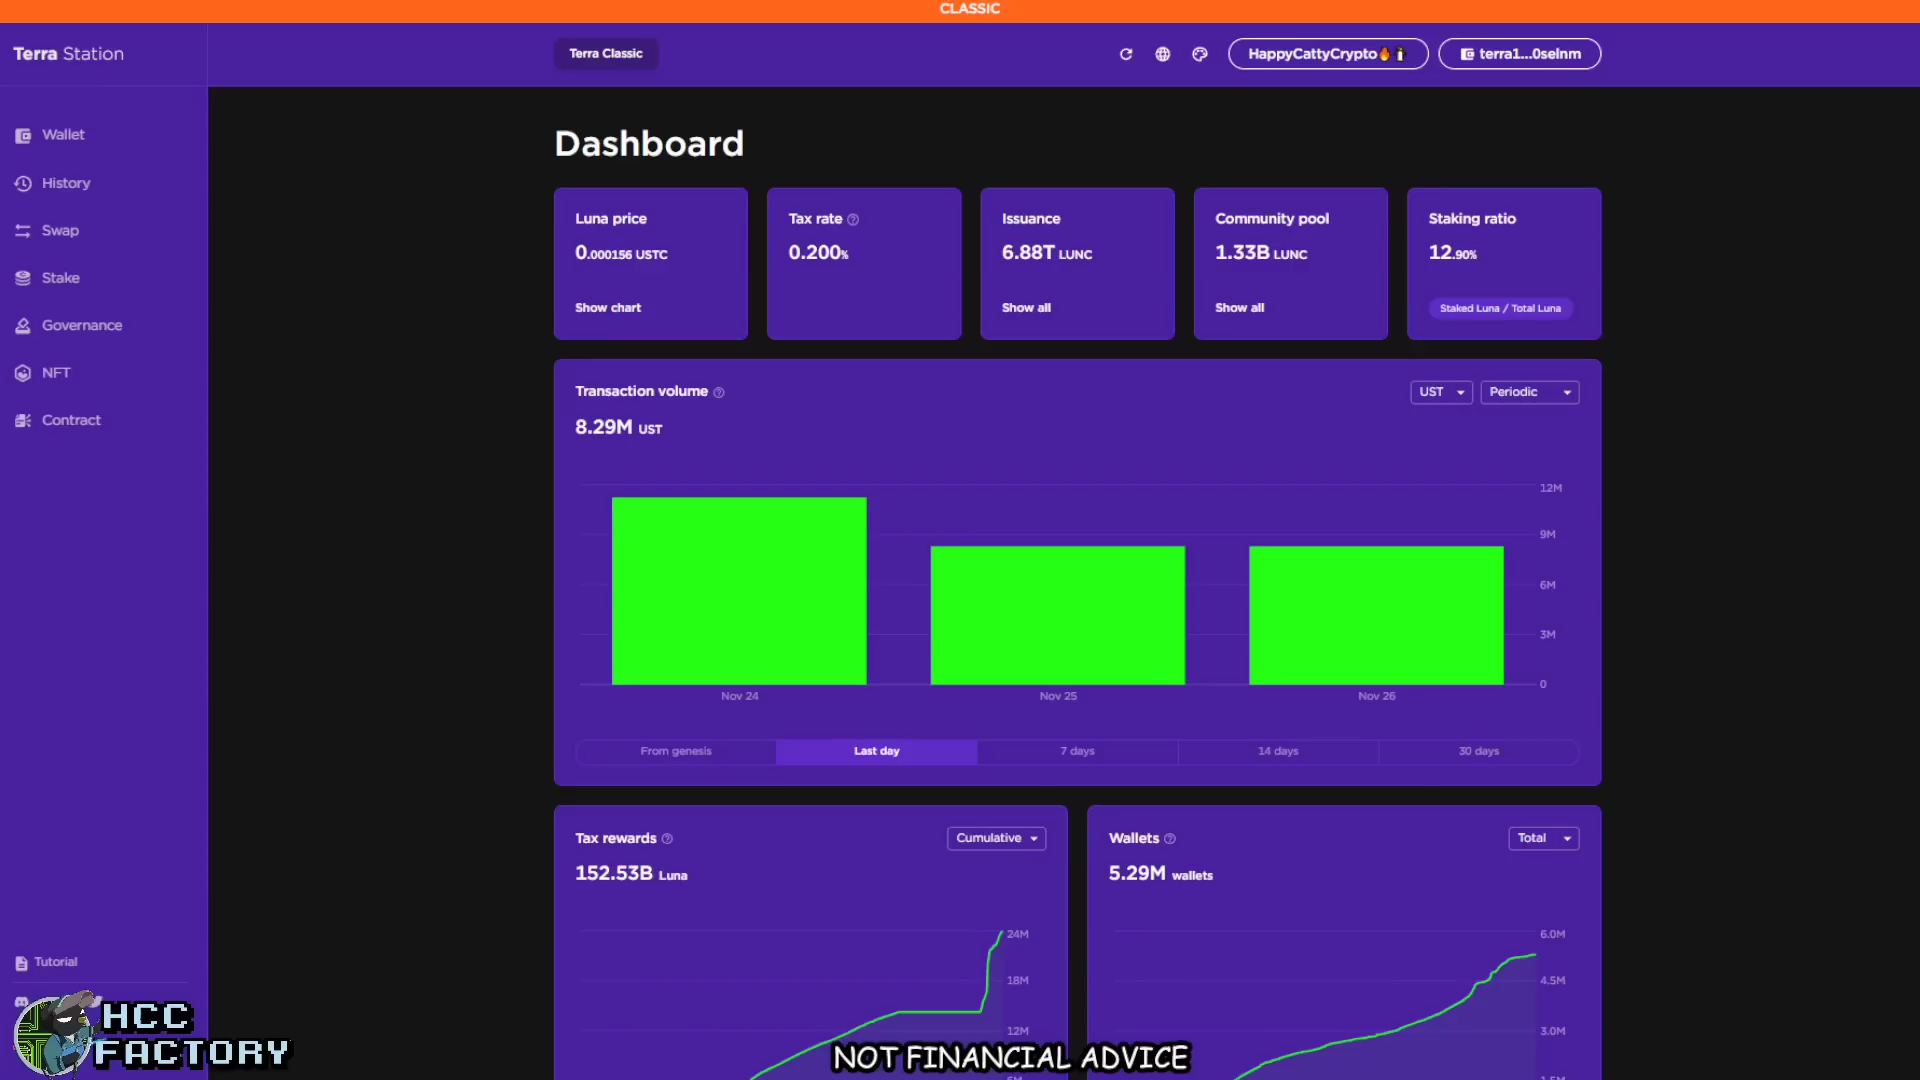 CLASSIC
Terra Station
Terra Classic
HappyCattyCrypto🔥
terra1...0selnm
Wallet
History
Swap
Stake
Governance
NFT
Contract
Tutorial
Dashboard
Luna price
0.000156 USTC
Show chart
Tax rate
0.200%
Issuance
6.88T LUNC
Show all
Community pool
1.33B LUNC
Show all
Staking ratio
12.90%
Staked Luna / Total Luna
Transaction volume
UST
Periodic
8.29M UST
12M
9M
6M
3M
0
Nov 24
Nov 25
Nov 26
From genesis
Last day
7 days
14 days
30 days
Tax rewards
Cumulative
152.53B Luna
24M
18M
12M
Wallets
Total
5.29M wallets
6.0M
4.5M
3.0M
HCC
FACTORY
NOT FINANCIAL ADVICE